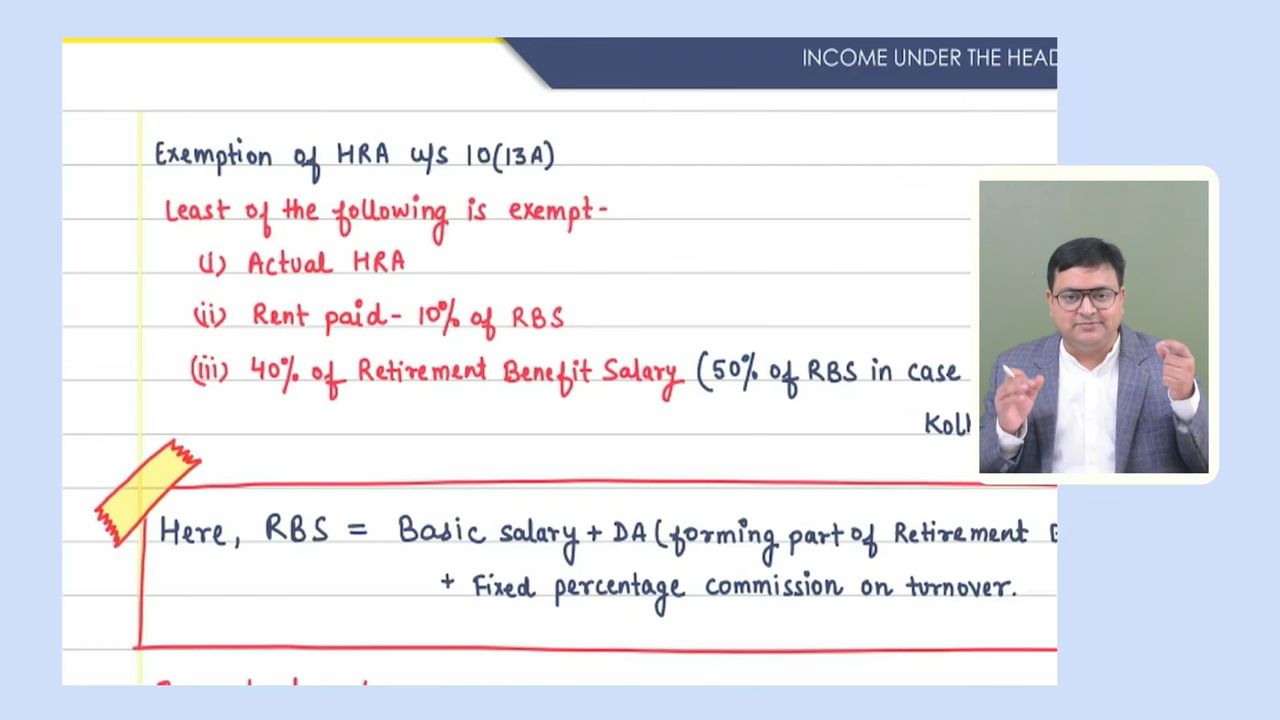 INCOME UNDER THE HEAD
Exemption of HRA u/s 10(13A)
Least of the following is exempt-
(i) Actual HRA
(ii) Rent paid- 10% of RBS
(iii) 40% of Retirement Benefit Salary (50% of RBS in case
Here, RBS = Basic salary + DA (forming part of Retirement
+ Fixed percentage commission on turnover.